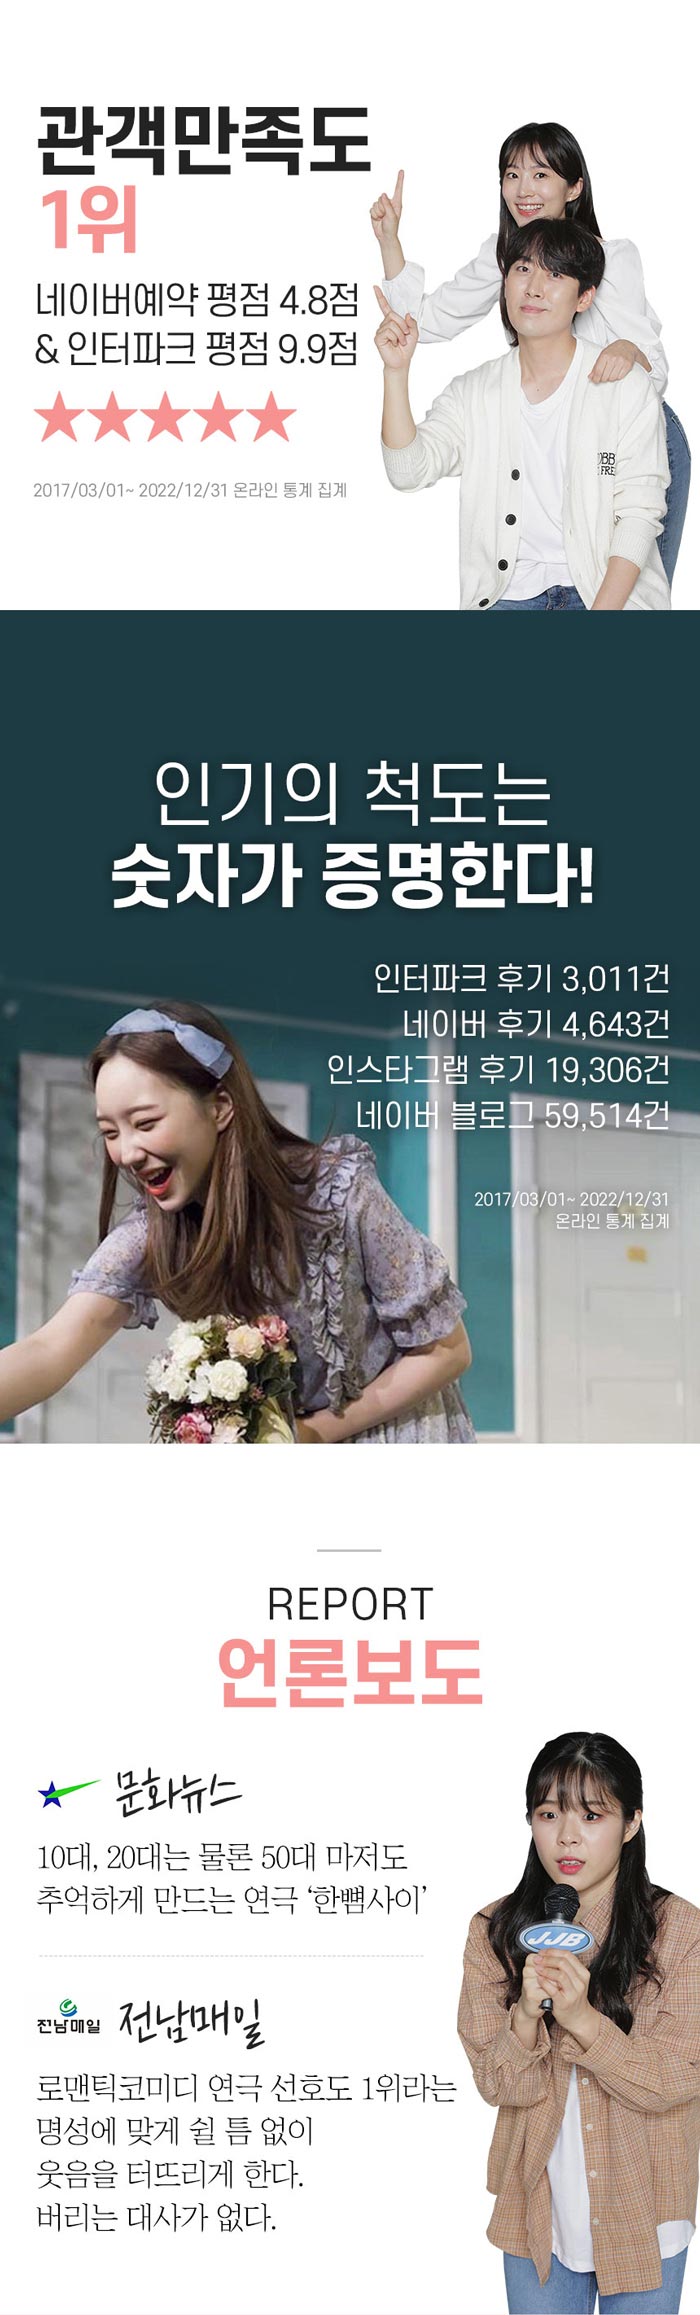 관객만족도
1위
네이버예약 평점 4.8점
& 인터파크 평점 9.9점
2017/03/01~ 2022/12/31 온라인 통계 집계
인기의 척도는
숫자가 증명한다!
인터파크 후기 3,011건
네이버 후기 4,643건
인스타그램 후기 19,306건
네이버 블로그 59,514건
2017/03/01~ 2022/12/31
온라인 통계 집계
REPORT
언론보도
문화뉴스
10대, 20대는 물론 50대 마저도
추억하게 만드는 연극 ‘한뼘사이’
JJB
전남매일 전남매일
로맨틱코미디 연극 선호도 1위라는
명성에 맞게 쉴 틈 없이
웃음을 터뜨리게 한다.
버리는 대사가 없다.